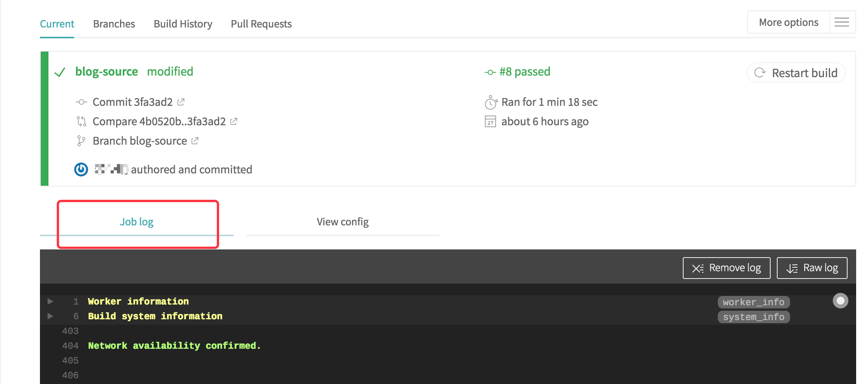 Current Branches Build History Pull Requests More options
blog-source modified
#8 passed
Restart build
Commit 3fa3ad2
Ran for 1 min 18 sec
Compare 4b0520b..3fa3ad2
about 6 hours ago
Branch blog-source
authored and committed
Job log View config
Remove log Raw log
1 Worker information worker_info
6 Build system information system_info
403
404 Network availability confirmed.
405
406